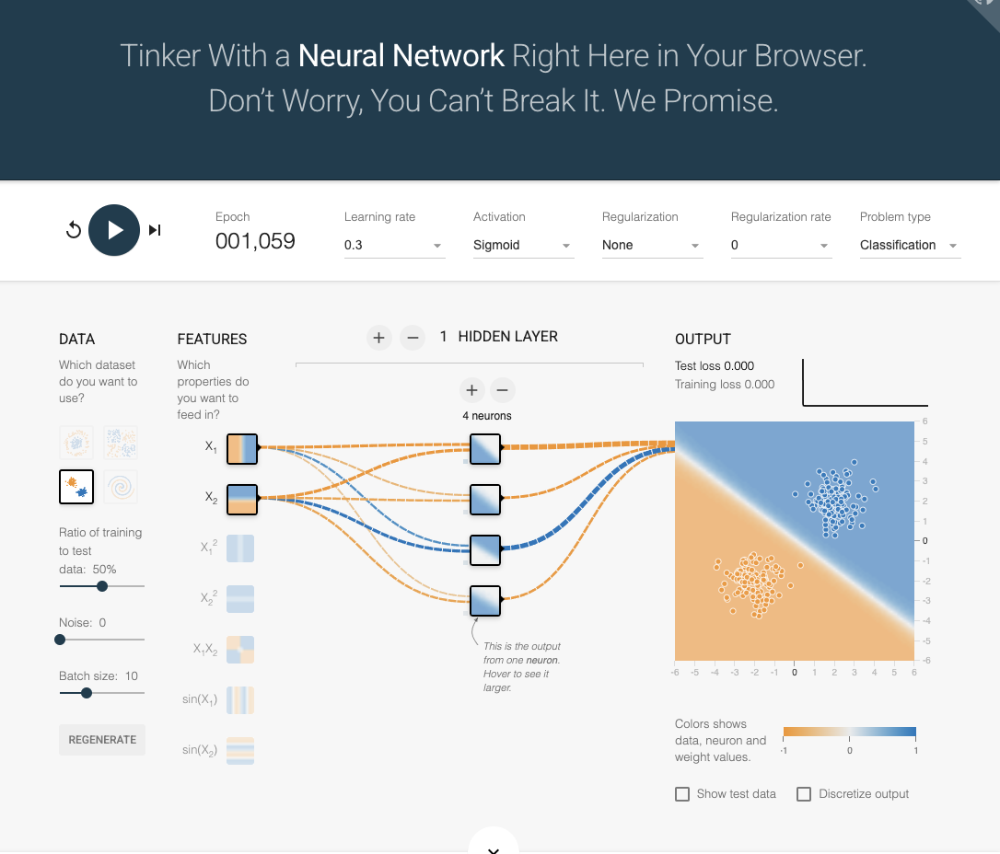 Tinker With a Neural Network Right Here in Your Browser.
Don't Worry, You Can't Break It. We Promise.
Epoch
001,059
Learning rate
0.3
Activation
Sigmoid
Regularization
None
Regularization rate
0
Problem type
Classification
DATA
Which dataset
do you want to
use?
Ratio of training
to test
data: 50%
Noise: 0
Batch size: 10
REGENERATE
FEATURES
Which
properties do
you want to
feed in?
X₁
X₂
X₁²
X₂²
X₁X₂
sin(X₁)
sin(X₂)
+ − 1 HIDDEN LAYER
+ −
4 neurons
This is the output
from one neuron.
Hover to see it
larger.
OUTPUT
Test loss 0.000
Training loss 0.000
6
5
4
3
2
1
0
-1
-2
-3
-4
-5
-6
-6 -5 -4 -3 -2 -1 0 1 2 3 4 5 6
Colors shows
data, neuron and
weight values.
-1 0 1
Show test data
Discretize output